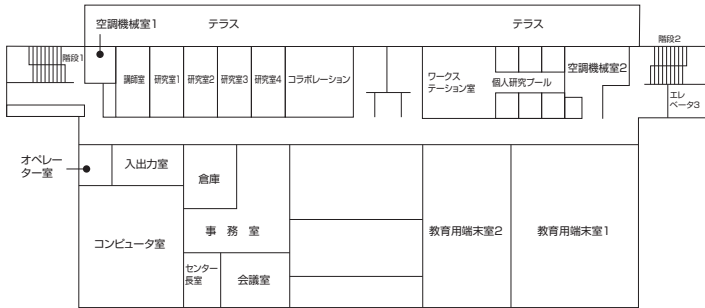 空調機械室1
テラス
テラス
階段1
階段2
講師室
研究室1
研究室2
研究室3
研究室4
コラボレーション
ワークス
テーション室
個人研究プール
空調機械室2
エレ
ベータ3
オペレー
ター室
入出力室
倉庫
コンピュータ室
事 務 室
センター
長室
会議室
教育用端末室2
教育用端末室1